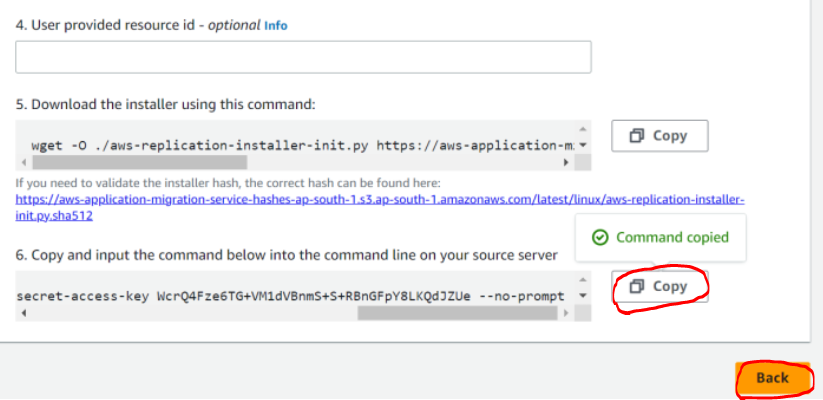 4. User provided resource id - optional Info
5. Download the installer using this command:
wget -O ./aws-replication-installer-init.py https://aws-application-m
Copy
If you need to validate the installer hash, the correct hash can be found here:
https://aws-application-migration-service-hashes-ap-south-1.s3.ap-south-1.amazonaws.com/latest/linux/aws-replication-installer-
init.py.sha512
Command copied
6. Copy and input the command below into the command line on your source server
secret-access-key WcrQ4Fze6TG+VM1dVBnmS+S+RBnGFpY8LKQdJZUe --no-prompt
Copy
Back